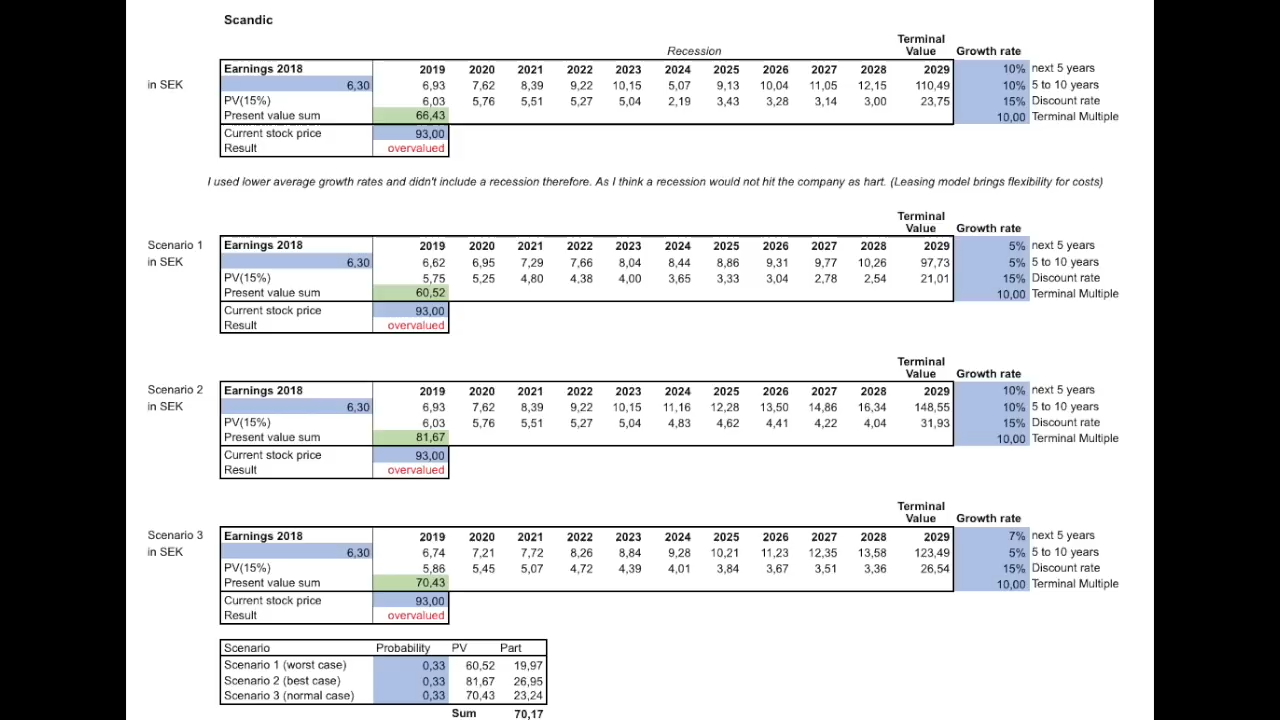 Scandic
Terminal
Recession Value Growth rate
Earnings 2018 2019 2020 2021 2022 2023 2024 2025 2026 2027 2028 2029 10% next 5 years
in SEK 6,30 6,93 7,62 8,39 9,22 10,15 5,07 9,13 10,04 11,05 12,15 110,49 10% 5 to 10 years
PV(15%) 6,03 5,76 5,51 5,27 5,04 2,19 3,43 3,28 3,14 3,00 23,75 15% Discount rate
Present value sum 66,43 10,00 Terminal Multiple
Current stock price 93,00
Result overvalued
I used lower average growth rates and didn't include a recession therefore. As I think a recession would not hit the company as hart. (Leasing model brings flexibility for costs)
Terminal
Value Growth rate
Scenario 1 Earnings 2018 2019 2020 2021 2022 2023 2024 2025 2026 2027 2028 2029 5% next 5 years
in SEK 6,30 6,62 6,95 7,29 7,66 8,04 8,44 8,86 9,31 9,77 10,26 97,73 5% 5 to 10 years
PV(15%) 5,75 5,25 4,80 4,38 4,00 3,65 3,33 3,04 2,78 2,54 21,01 15% Discount rate
Present value sum 60,52 10,00 Terminal Multiple
Current stock price 93,00
Result overvalued
Terminal
Value Growth rate
Scenario 2 Earnings 2018 2019 2020 2021 2022 2023 2024 2025 2026 2027 2028 2029 10% next 5 years
in SEK 6,30 6,93 7,62 8,39 9,22 10,15 11,16 12,28 13,50 14,86 16,34 148,55 10% 5 to 10 years
PV(15%) 6,03 5,76 5,51 5,27 5,04 4,83 4,62 4,41 4,22 4,04 31,93 15% Discount rate
Present value sum 81,67 10,00 Terminal Multiple
Current stock price 93,00
Result overvalued
Terminal
Value Growth rate
Scenario 3 Earnings 2018 2019 2020 2021 2022 2023 2024 2025 2026 2027 2028 2029 7% next 5 years
in SEK 6,30 6,74 7,21 7,72 8,26 8,84 9,28 10,21 11,23 12,35 13,58 123,49 5% 5 to 10 years
PV(15%) 5,86 5,45 5,07 4,72 4,39 4,01 3,84 3,67 3,51 3,36 26,54 15% Discount rate
Present value sum 70,43 10,00 Terminal Multiple
Current stock price 93,00
Result overvalued
Scenario Probability PV Part
Scenario 1 (worst case) 0,33 60,52 19,97
Scenario 2 (best case) 0,33 81,67 26,95
Scenario 3 (normal case) 0,33 70,43 23,24
Sum 70,17